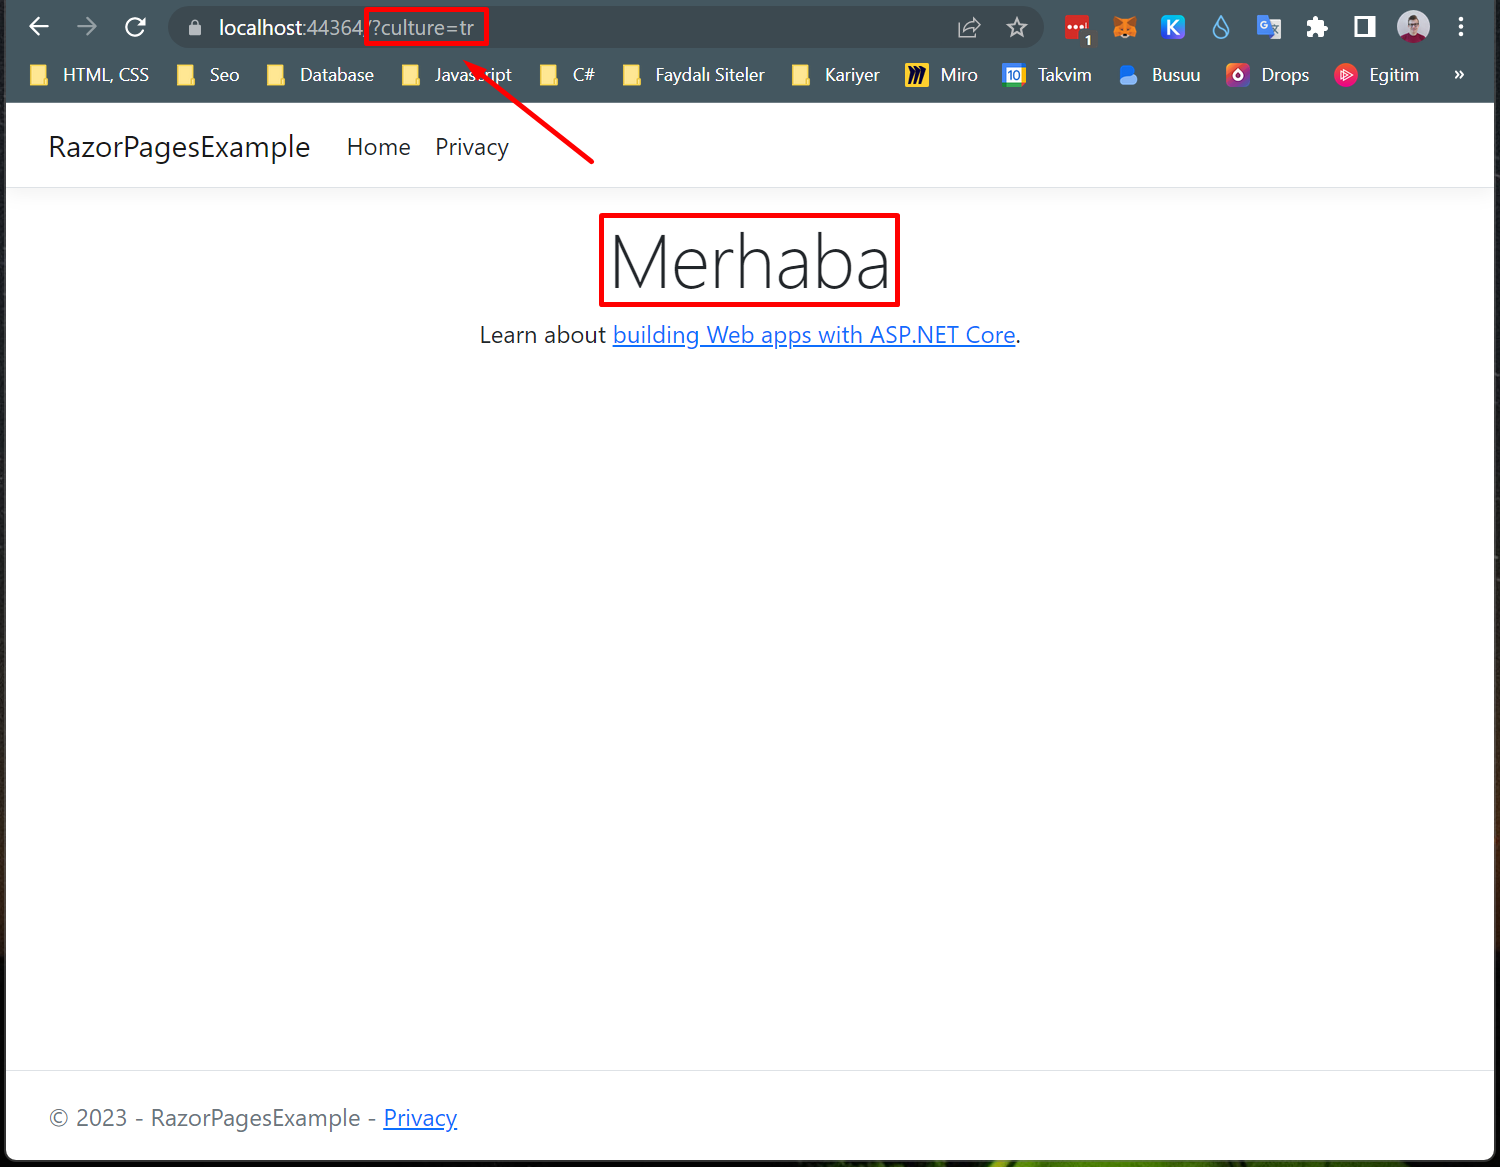 localhost:44364/?culture=tr
1
HTML, CSS Seo Database Javascript C# Faydalı Siteler Kariyer Miro 10 Takvim Busuu Drops Egitim »
RazorPagesExample Home Privacy
Merhaba
Learn about building Web apps with ASP.NET Core.
© 2023 - RazorPagesExample - Privacy